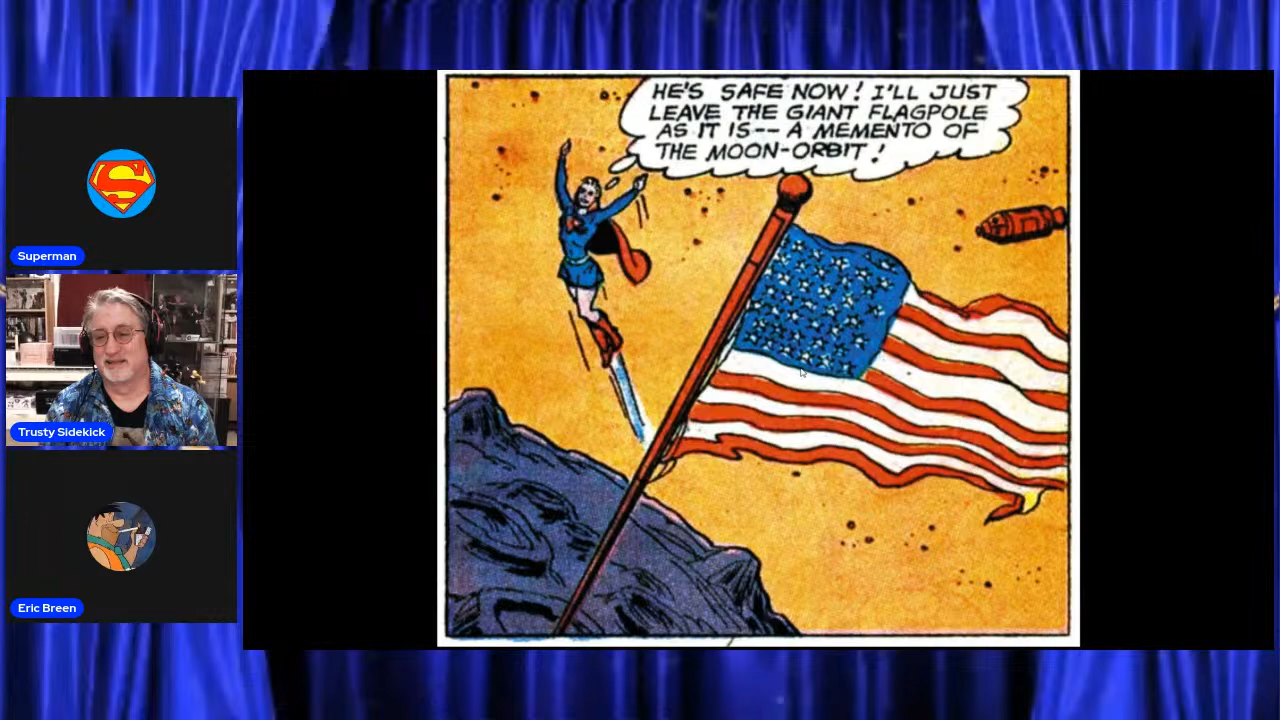 HE'S SAFE NOW! I'LL JUST
LEAVE THE GIANT FLAGPOLE
AS IT IS-- A MEMENTO OF
THE MOON-ORBIT!
Superman
Trusty Sidekick
Eric Breen